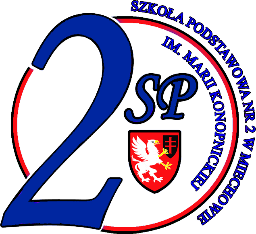 SZKOŁA PODSTAWOWA NR 2 W MIECHOWIE
IM. MARII KONOPNICKIEJ
2 SP